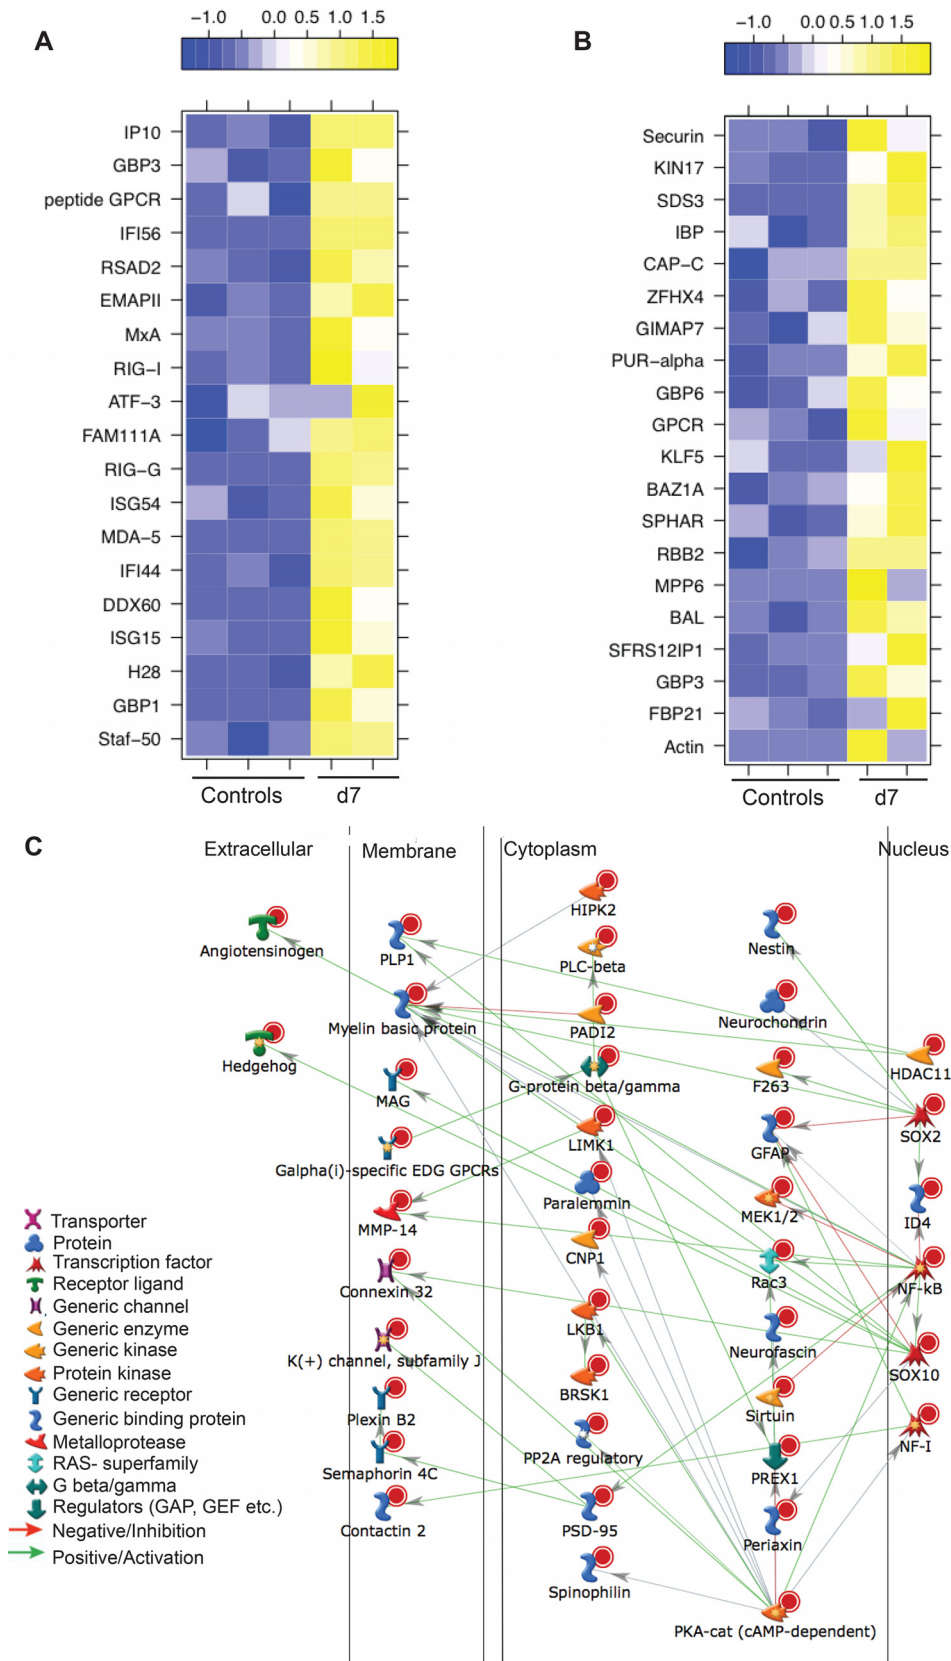 A
-1.0 0.0 0.5 1.0 1.5
IP10
GBP3
peptide GPCR
IFI56
RSAD2
EMAPII
MxA
RIG-I
ATF-3
FAM111A
RIG-G
ISG54
MDA-5
IFI44
DDX60
ISG15
H28
GBP1
Staf-50
Controls d7
B
-1.0 0.0 0.5 1.0 1.5
Securin
KIN17
SDS3
IBP
CAP-C
ZFHX4
GIMAP7
PUR-alpha
GBP6
GPCR
KLF5
BAZ1A
SPHAR
RBB2
MPP6
BAL
SFRS12IP1
GBP3
FBP21
Actin
Controls d7
C
Extracellular
Membrane
Cytoplasm
Nucleus
Angiotensinogen
Hedgehog
PLP1
Myelin basic protein
MAG
Galpha(i)-specific EDG GPCRs
MMP-14
Connexin 32
K(+) channel, subfamily J
Plexin B2
Semaphorin 4C
Contactin 2
HIPK2
PLC-beta
PADI2
G-protein beta/gamma
LIMK1
Paralemmin
CNP1
LKB1
BRSK1
PP2A regulatory
PSD-95
Spinophilin
Nestin
Neurochondrin
F263
GFAP
MEK1/2
Rac3
Neurofascin
Sirtuin
PREX1
Periaxin
PKA-cat (cAMP-dependent)
HDAC11
SOX2
ID4
NF-kB
SOX10
NF-I
Transporter
Protein
Transcription factor
Receptor ligand
Generic channel
Generic enzyme
Generic kinase
Protein kinase
Generic receptor
Generic binding protein
Metalloprotease
RAS- superfamily
G beta/gamma
Regulators (GAP, GEF etc.)
Negative/Inhibition
Positive/Activation